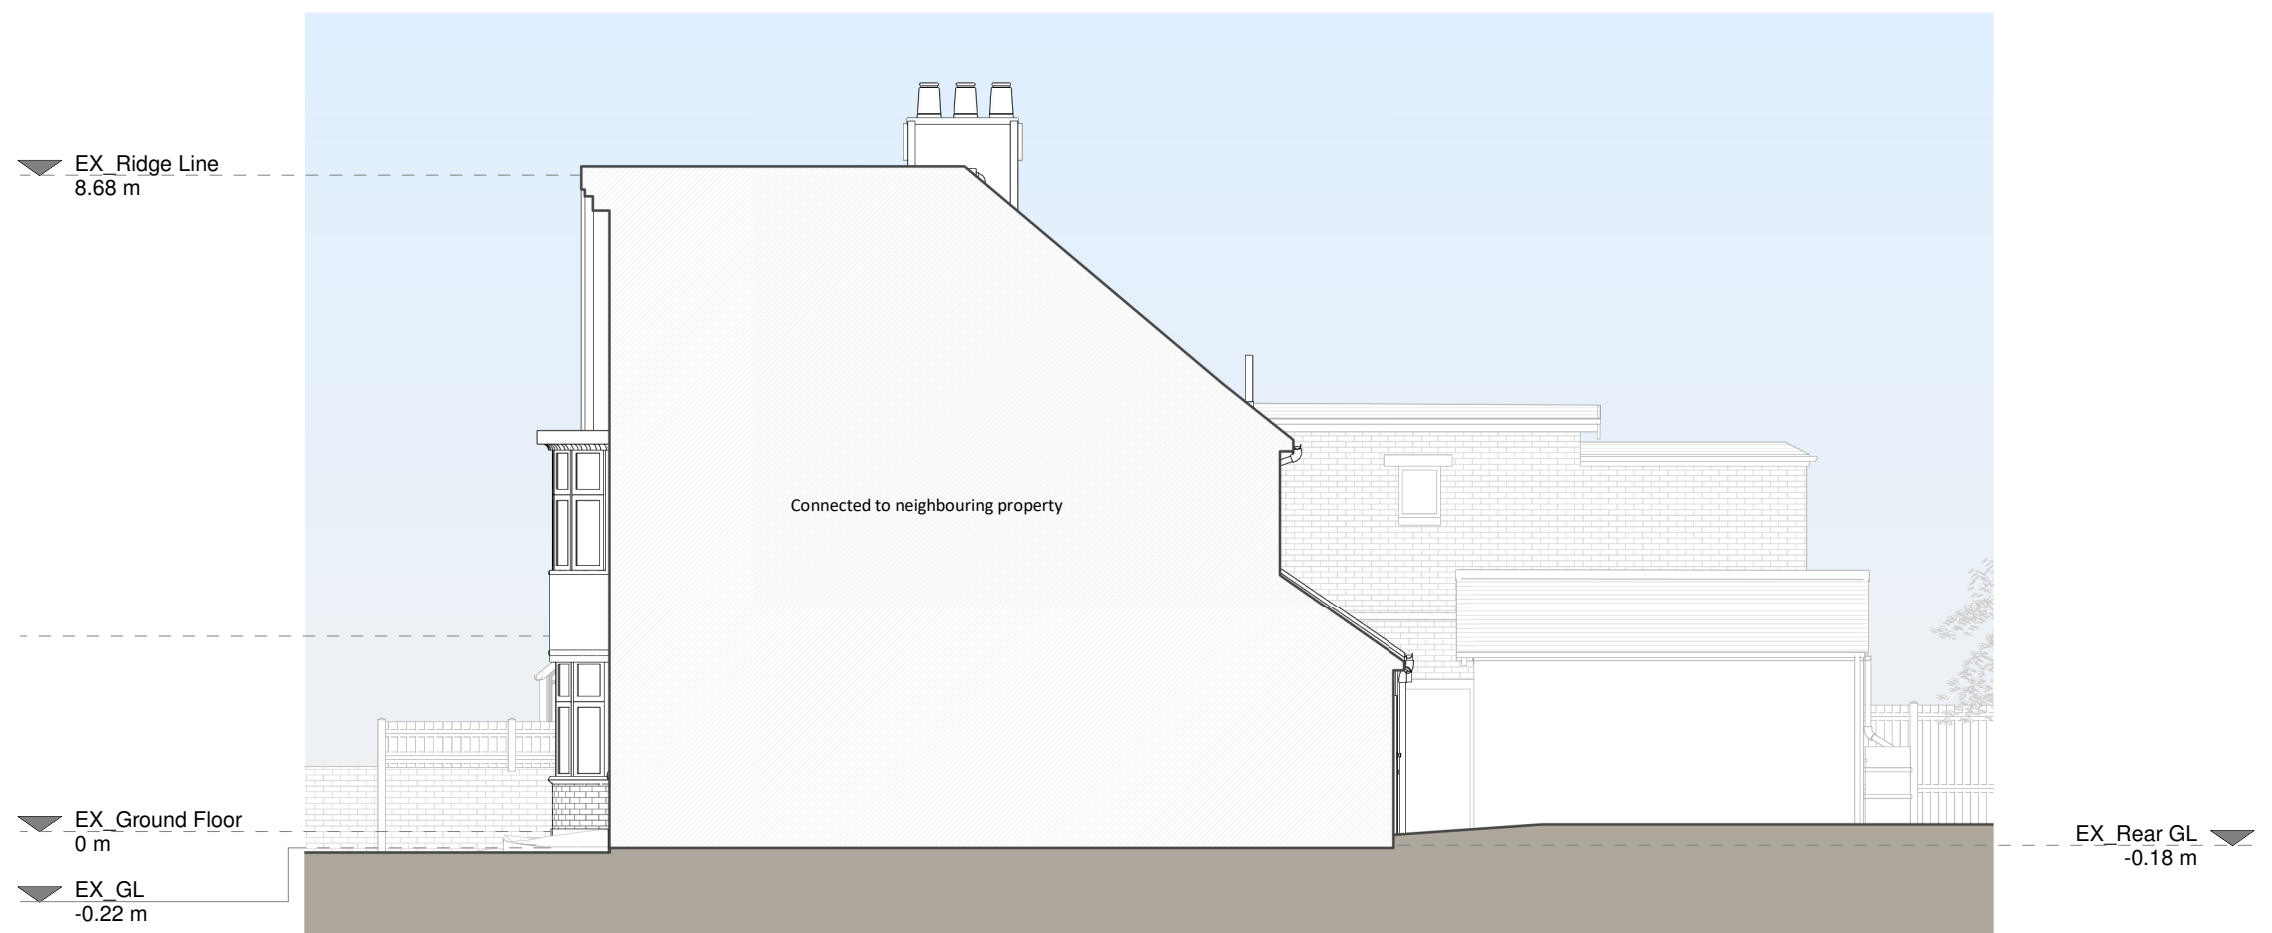 EX_Ridge Line
8.68 m
Connected to neighbouring property
EX_Ground Floor
0 m
EX_Rear GL
-0.18 m
EX_GL
-0.22 m